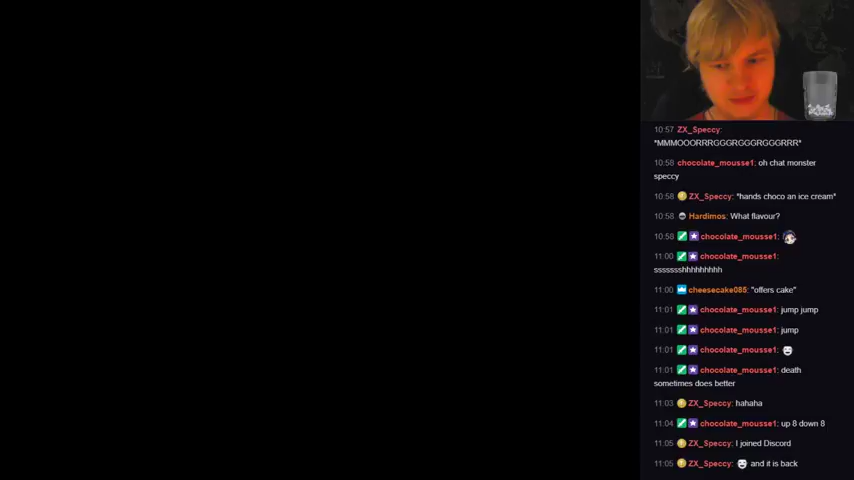 10:57 ZX_Speccy:
*MMMOOORRRGGGRGGGRGGGRRR*
10:58 chocolate_mousse1: oh chat monster
speccy
10:58 ZX_Speccy: *hands choco an ice cream*
10:58 Hardimos: What flavour?
10:58 chocolate_mousse1:
11:00 chocolate_mousse1:
sssssshhhhhhhhh
11:00 cheesecake085: "offers cake"
11:01 chocolate_mousse1: jump jump
11:01 chocolate_mousse1: jump
11:01 chocolate_mousse1:
11:01 chocolate_mousse1: death
sometimes does better
11:03 ZX_Speccy: hahaha
11:04 chocolate_mousse1: up 8 down 8
11:05 ZX_Speccy: I joined Discord
11:05 ZX_Speccy: and it is back